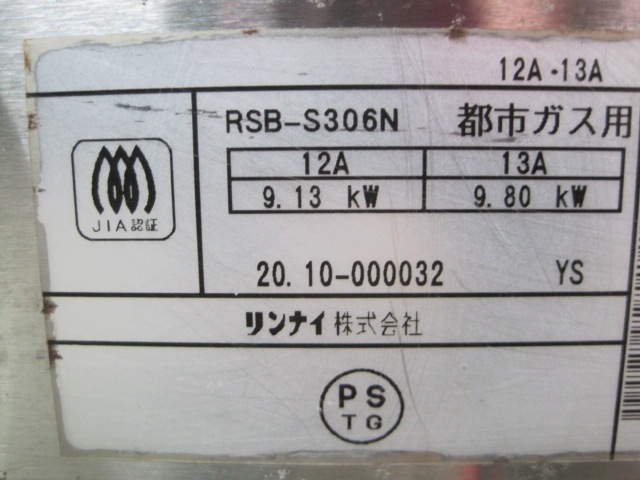 12A・13A
RSB-S306N 都市ガス用
12A 13A
9.13 kW 9.80 kW
JIA認証
20.10-000032 YS
リンナイ株式会社
PS
TG